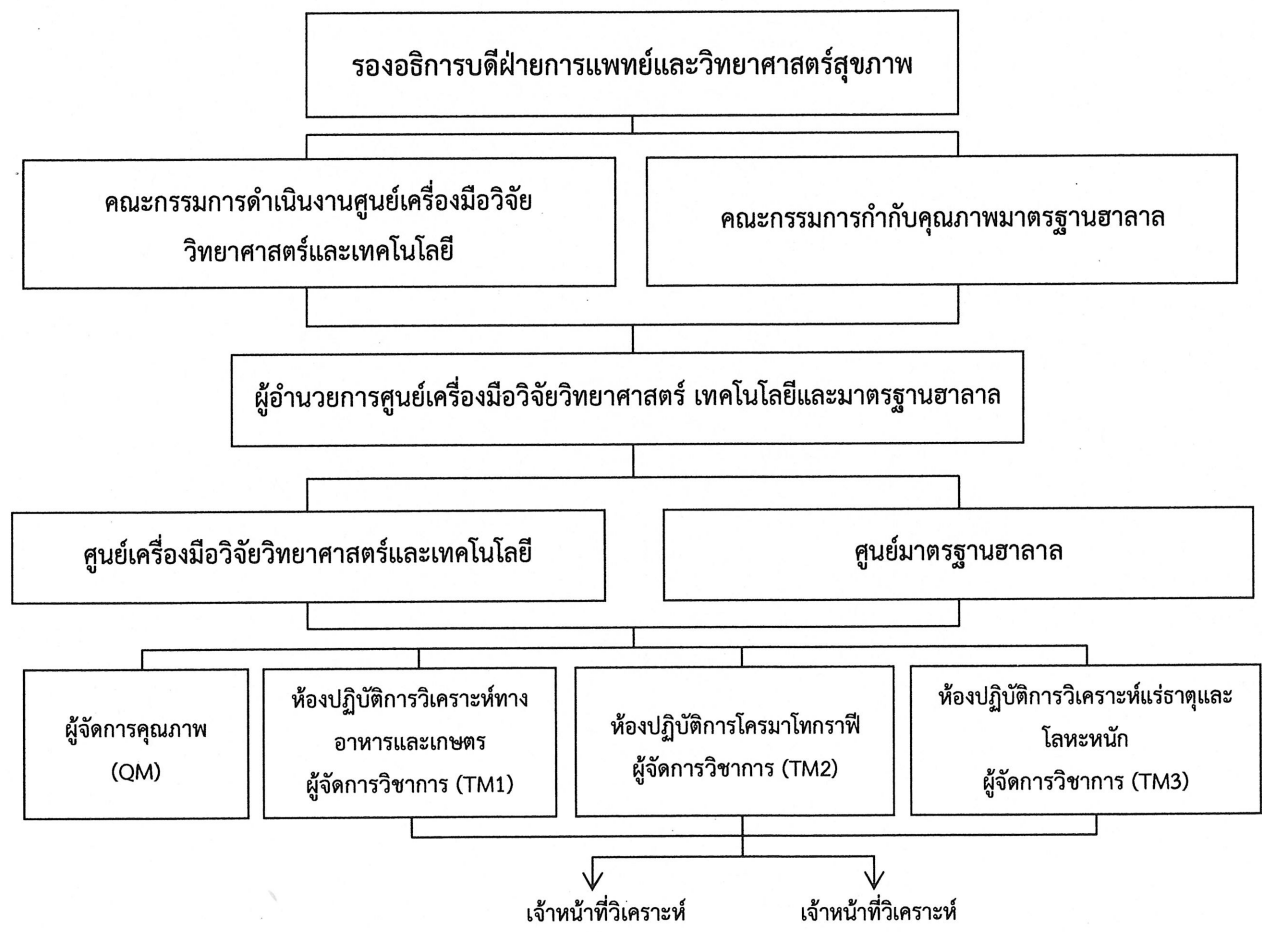 รองอธิการบดีฝ่ายการแพทย์และวิทยาศาสตร์สุขภาพ
คณะกรรมการดำเนินงานศูนย์เครื่องมือวิจัย
วิทยาศาสตร์และเทคโนโลยี
คณะกรรมการกำกับคุณภาพมาตรฐานฮาลาล
ผู้อำนวยการศูนย์เครื่องมือวิจัยวิทยาศาสตร์ เทคโนโลยีและมาตรฐานฮาลาล
ศูนย์เครื่องมือวิจัยวิทยาศาสตร์และเทคโนโลยี
ศูนย์มาตรฐานฮาลาล
ผู้จัดการคุณภาพ
(QM)
ห้องปฏิบัติการวิเคราะห์ทาง
อาหารและเกษตร
ผู้จัดการวิชาการ (TM1)
ห้องปฏิบัติการโครมาโทกราฟี
ผู้จัดการวิชาการ (TM2)
ห้องปฏิบัติการวิเคราะห์แร่ธาตุและ
โลหะหนัก
ผู้จัดการวิชาการ (TM3)
เจ้าหน้าที่วิเคราะห์
เจ้าหน้าที่วิเคราะห์